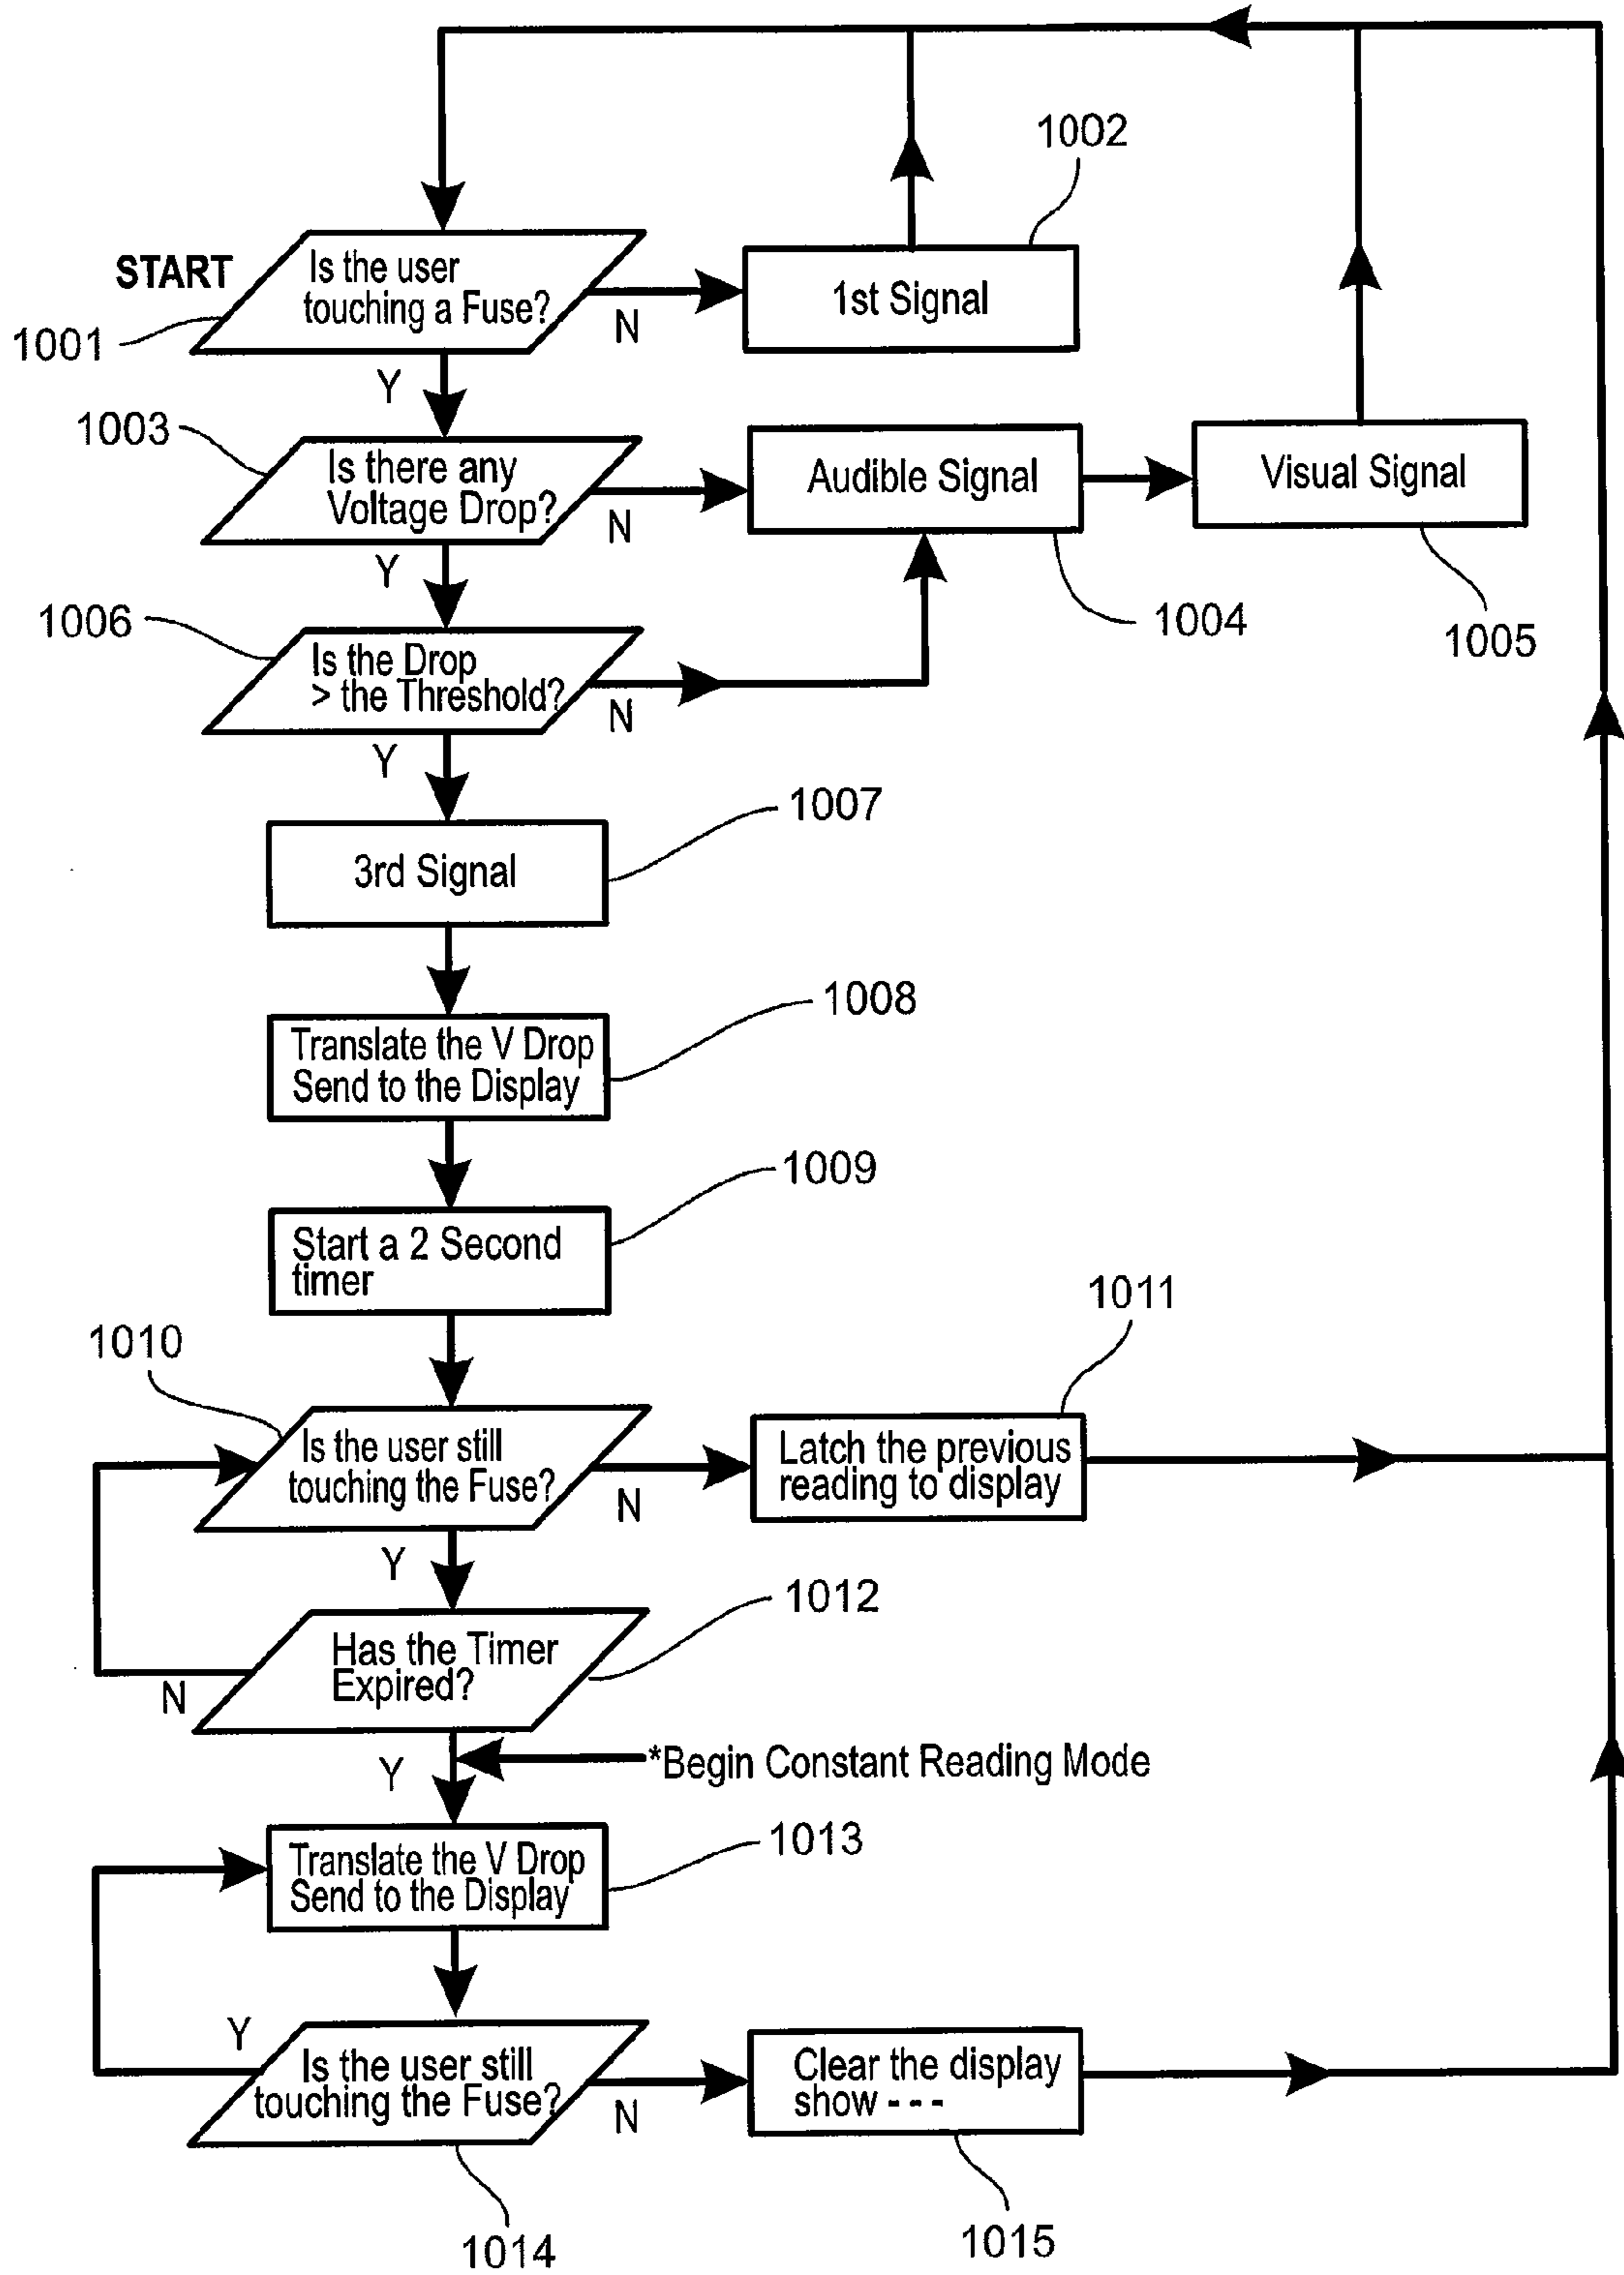 1002
START
Is the user
touching a Fuse?
1st Signal
N
1001
Y
1003
Is there any
Voltage Drop?
Audible Signal
Visual Signal
N
Y
1004
1005
1006
Is the Drop
> the Threshold?
N
Y
1007
3rd Signal
1008
Translate the V Drop
Send to the Display
1009
Start a 2 Second
timer
1011
1010
Is the user still
touching the Fuse?
Latch the previous
reading to display
N
Y
1012
Has the Timer
Expired?
N
Y
*Begin Constant Reading Mode
1013
Translate the V Drop
Send to the Display
Y
Is the user still
touching the Fuse?
Clear the display
show - - -
N
1014
1015